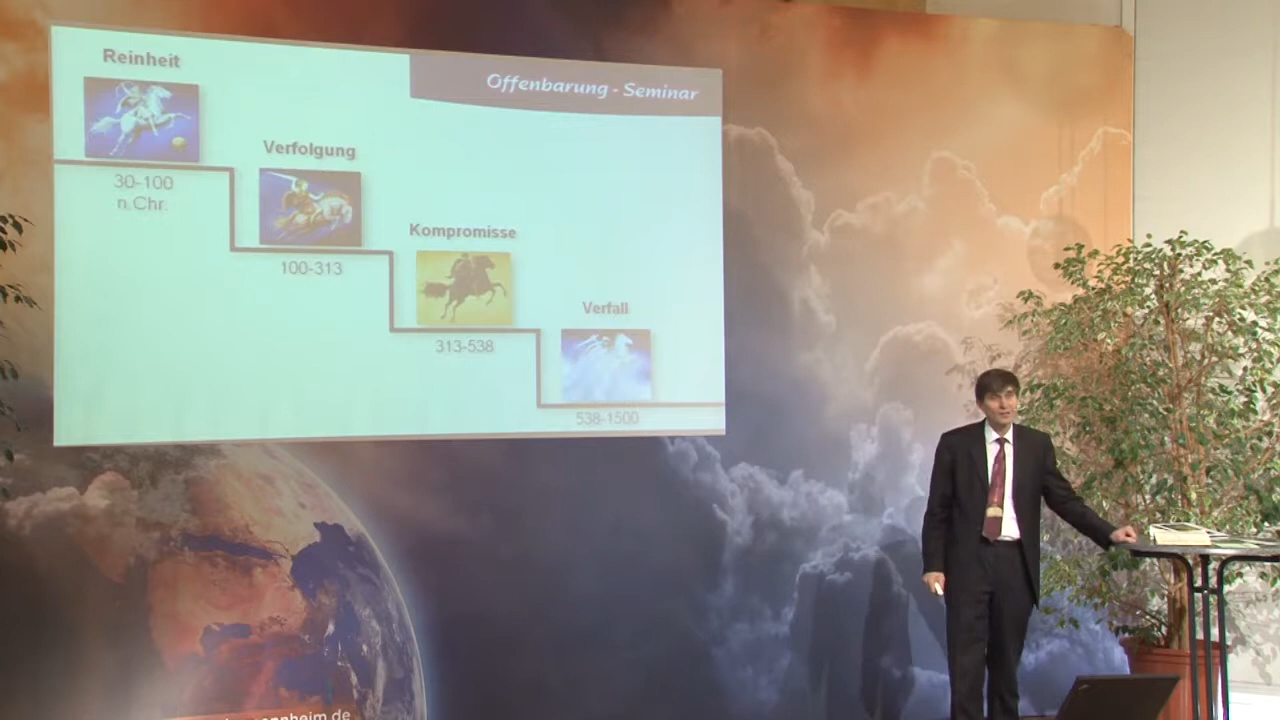 Reinheit
Offenbarung - Seminar
30-100
n.Chr.
Verfolgung
100-313
Kompromisse
313-538
Verfall
538-1500